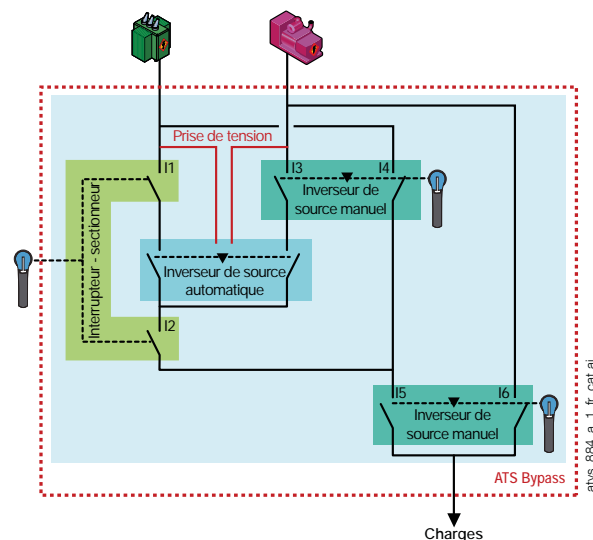 Prise de tension
I1
I3
I4
Inverseur de
source manuel
Interrupteur - sectionneur
Inverseur de source
automatique
I2
I5
I6
Inverseur de
source manuel
ATS Bypass
Charges
atys_884_a_1_fr_cat.ai